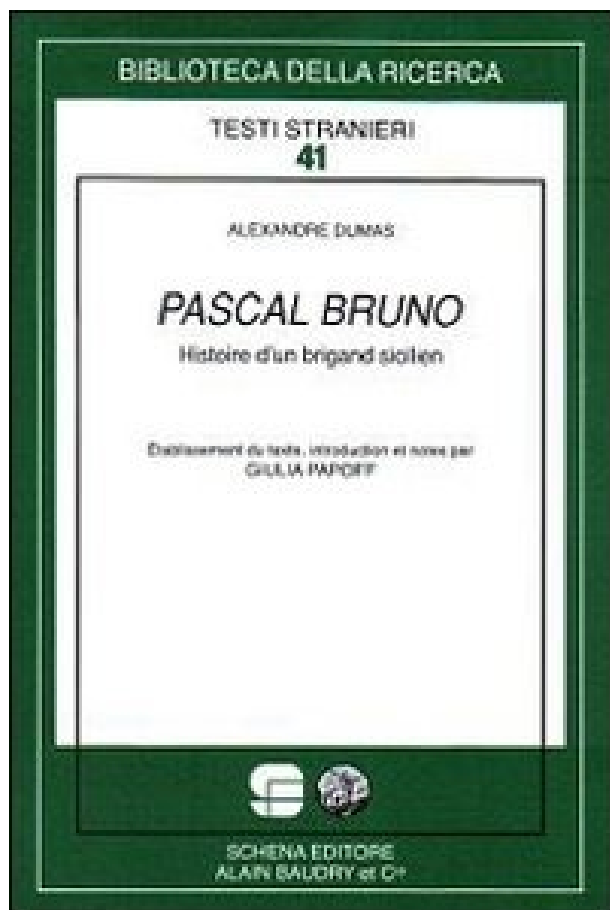 BIBLIOTECA DELLA RICERCA
TESTI STRANIERI
41
ALEXANDRE DUMAS
PASCAL BRUNO
Histoire d'un brigand sicilien
Établissement du texte, introduction et notes par
GIULIA PAPOFF
SCHENA EDITORE
ALAIN BAUDRY et Cie